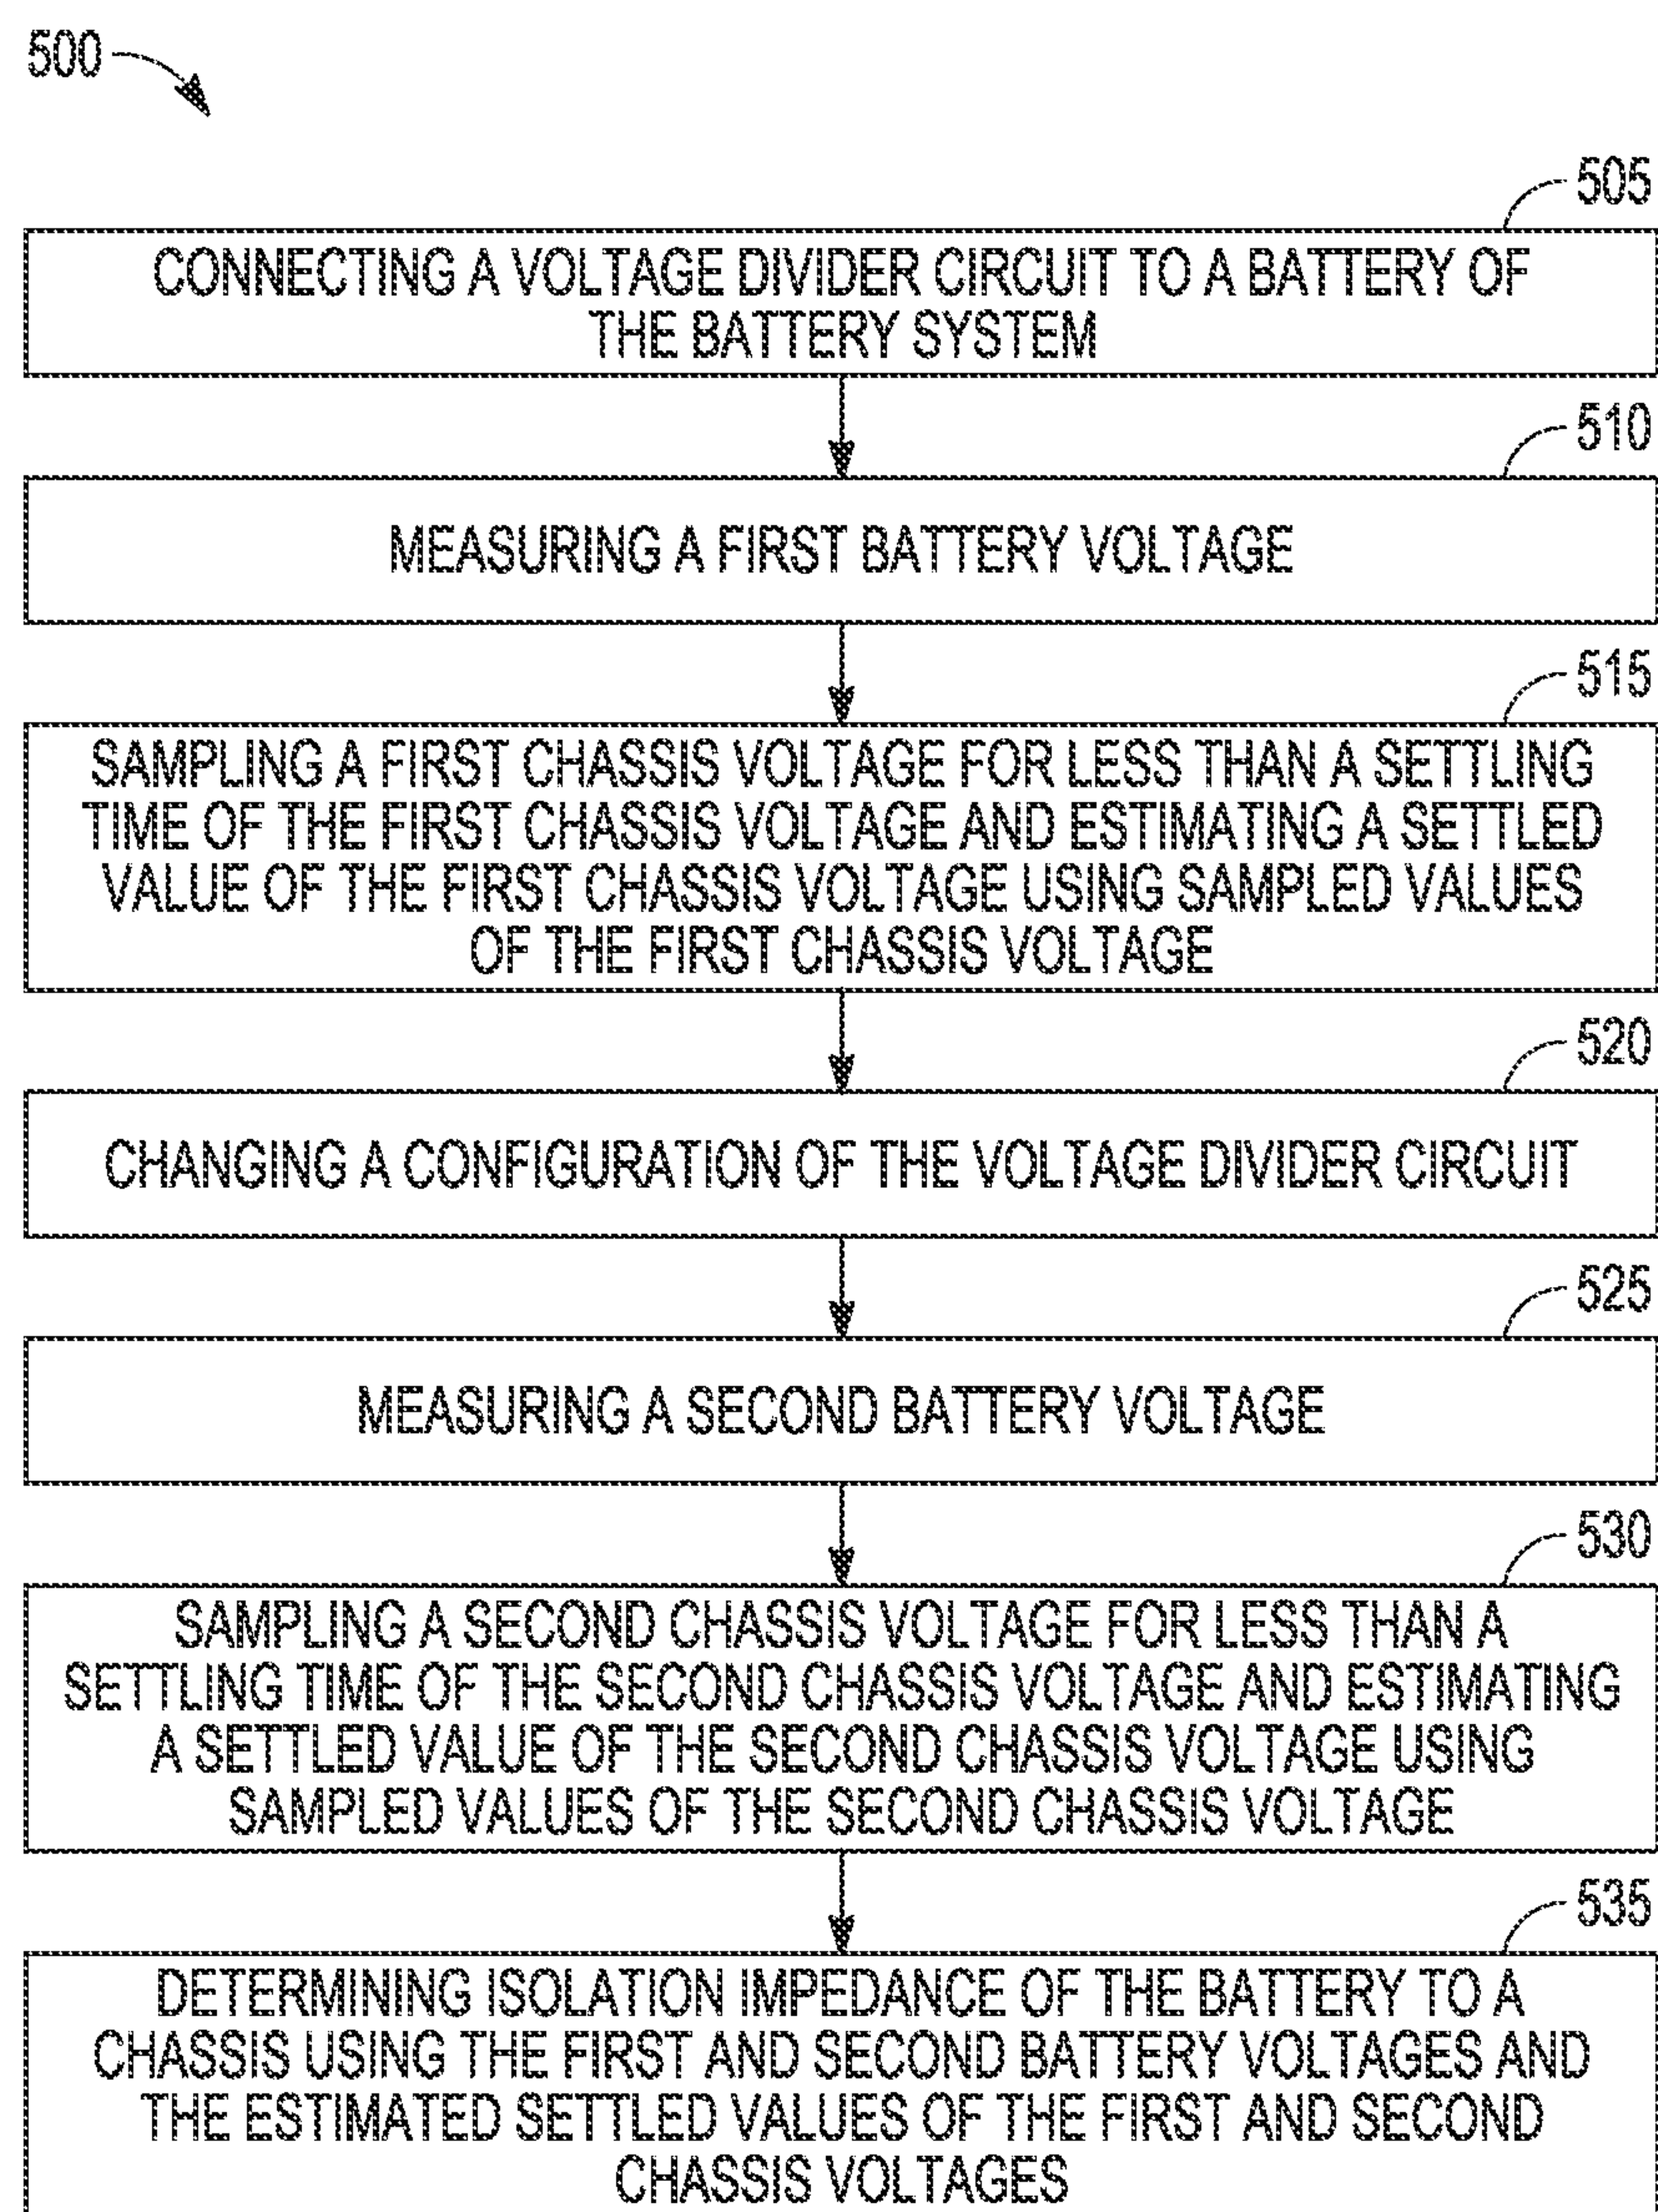 500
505
CONNECTING A VOLTAGE DIVIDER CIRCUIT TO A BATTERY OF
THE BATTERY SYSTEM
510
MEASURING A FIRST BATTERY VOLTAGE
515
SAMPLING A FIRST CHASSIS VOLTAGE FOR LESS THAN A SETTLING
TIME OF THE FIRST CHASSIS VOLTAGE AND ESTIMATING A SETTLED
VALUE OF THE FIRST CHASSIS VOLTAGE USING SAMPLED VALUES
OF THE FIRST CHASSIS VOLTAGE
520
CHANGING A CONFIGURATION OF THE VOLTAGE DIVIDER CIRCUIT
525
MEASURING A SECOND BATTERY VOLTAGE
530
SAMPLING A SECOND CHASSIS VOLTAGE FOR LESS THAN A
SETTLING TIME OF THE SECOND CHASSIS VOLTAGE AND ESTIMATING
A SETTLED VALUE OF THE SECOND CHASSIS VOLTAGE USING
SAMPLED VALUES OF THE SECOND CHASSIS VOLTAGE
535
DETERMINING ISOLATION IMPEDANCE OF THE BATTERY TO A
CHASSIS USING THE FIRST AND SECOND BATTERY VOLTAGES AND
THE ESTIMATED SETTLED VALUES OF THE FIRST AND SECOND
CHASSIS VOLTAGES